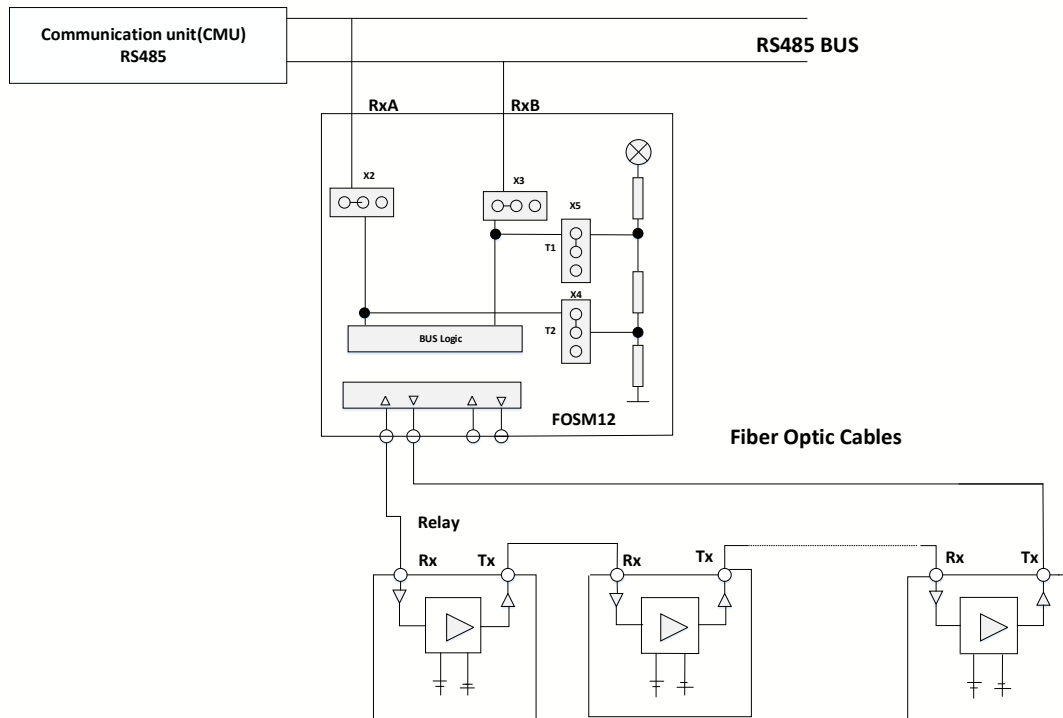 Communication unit(CMU)
RS485
RS485 BUS
RxA
RxB
X2
X3
X5
T1
X4
T2
BUS Logic
FOSM12
Fiber Optic Cables
Relay
Rx
Tx
Rx
Tx
Rx
Tx